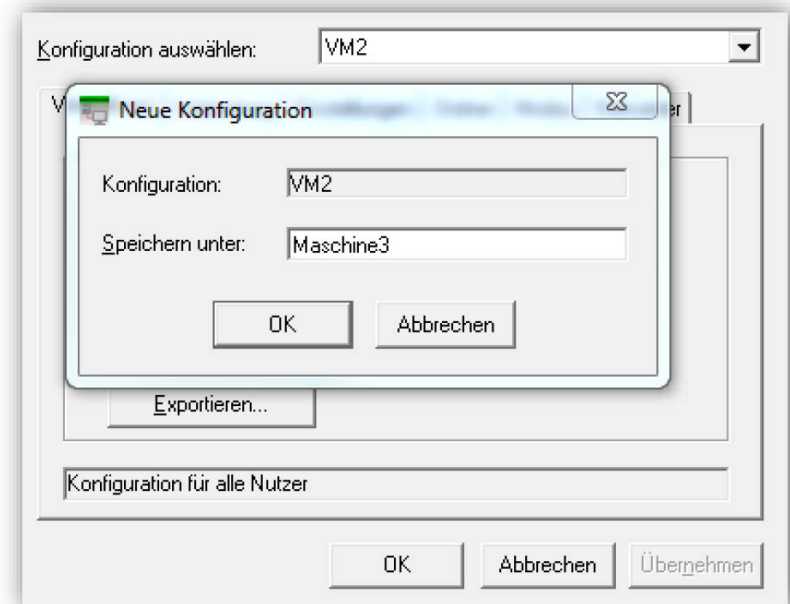 Konfiguration auswählen: VM2
Neue Konfiguration
Konfiguration: VM2
Speichern unter: Maschine3
OK Abbrechen
Exportieren...
Konfiguration für alle Nutzer
OK Abbrechen Übernehmen